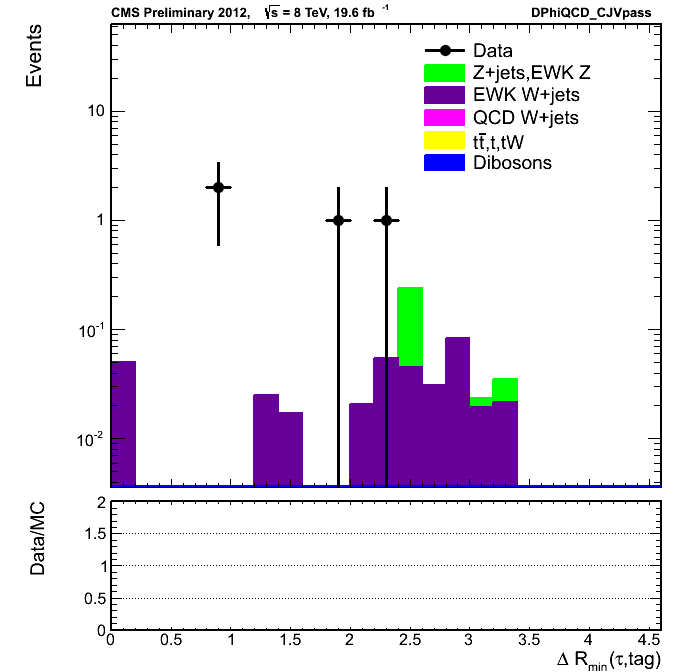 CMS Preliminary 2012, √s = 8 TeV, 19.6 fb⁻¹ DPhiQCD_CJVpass
Events
Data
Z+jets,EWK Z
EWK W+jets
QCD W+jets
tt̅,t,tW
Dibosons
10
1
10⁻¹
10⁻²
Data/MC
2
1.5
1
0.5
0
0 0.5 1 1.5 2 2.5 3 3.5 4 4.5
Δ R_min(τ,tag)